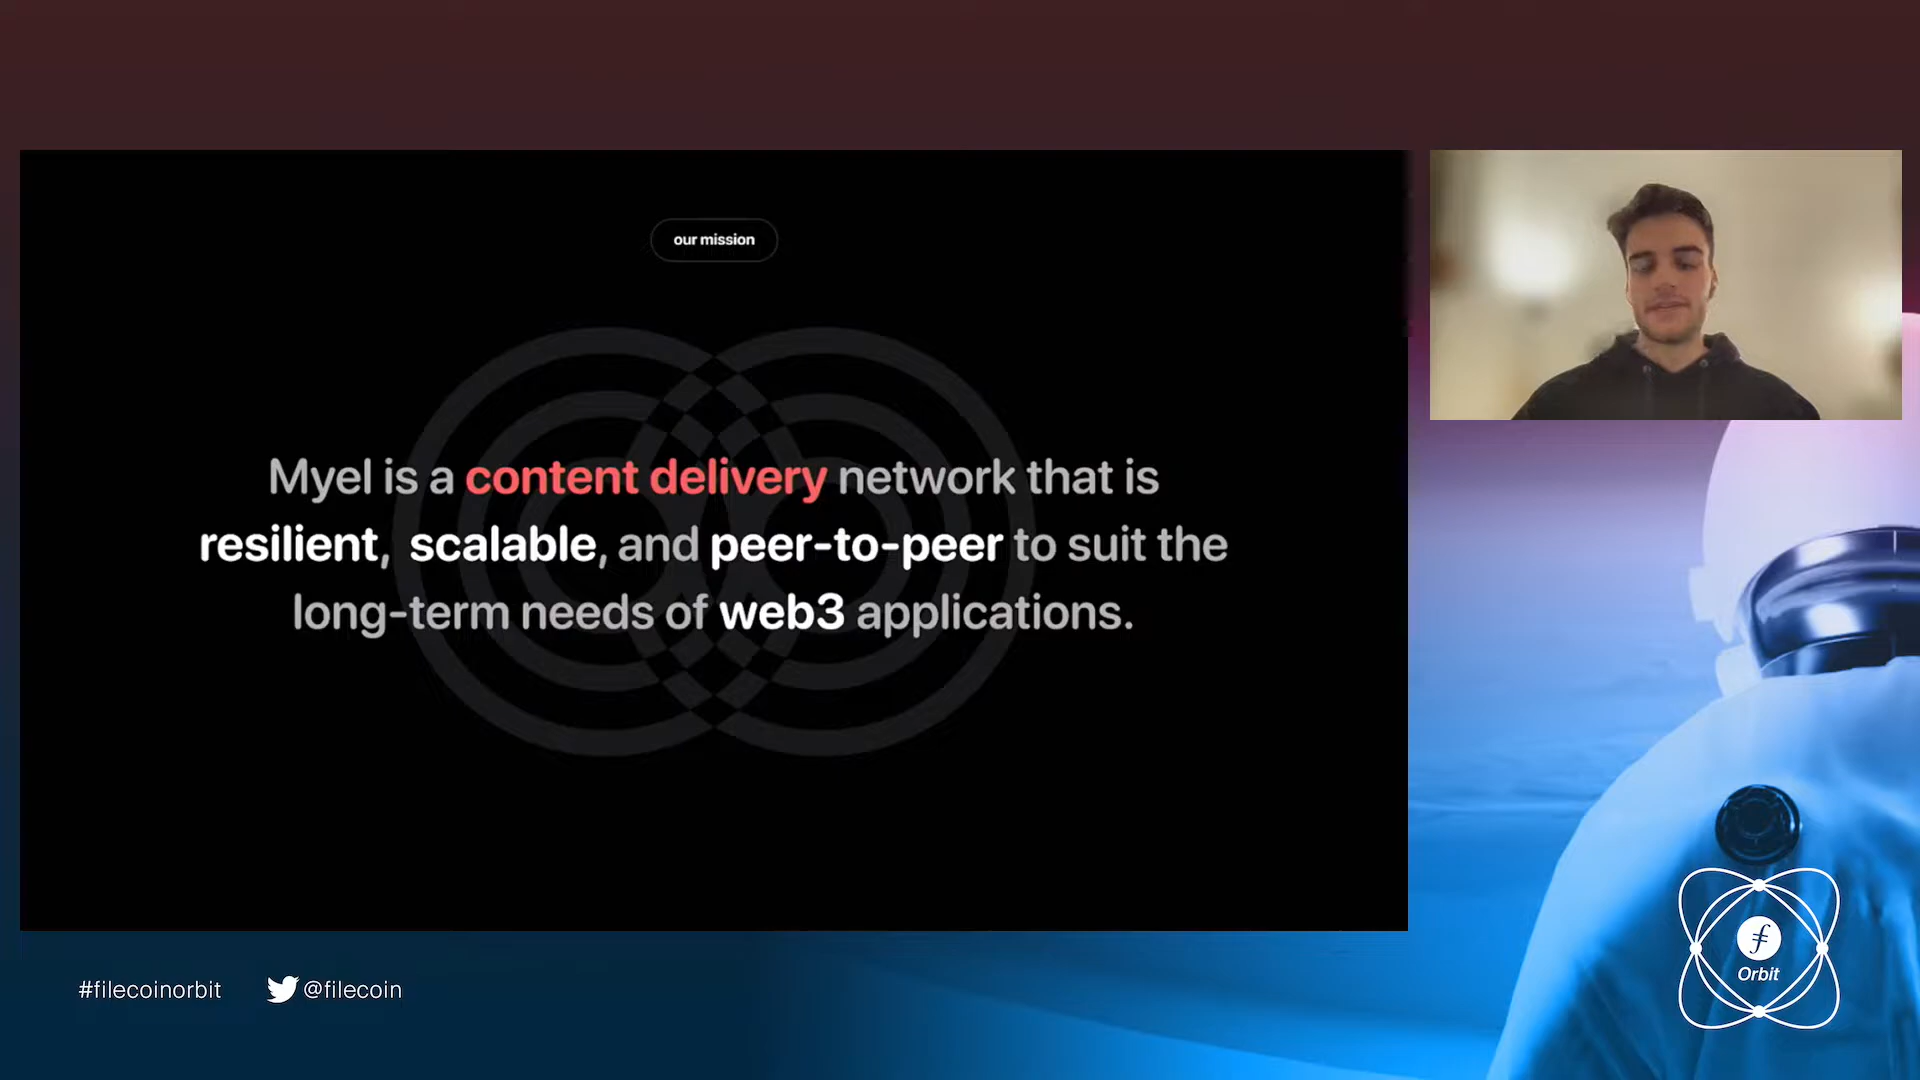 our mission
Myel is a content delivery network that is
resilient, scalable, and peer-to-peer to suit the
long-term needs of web3 applications.
#filecoinorbit
@filecoin
Orbit